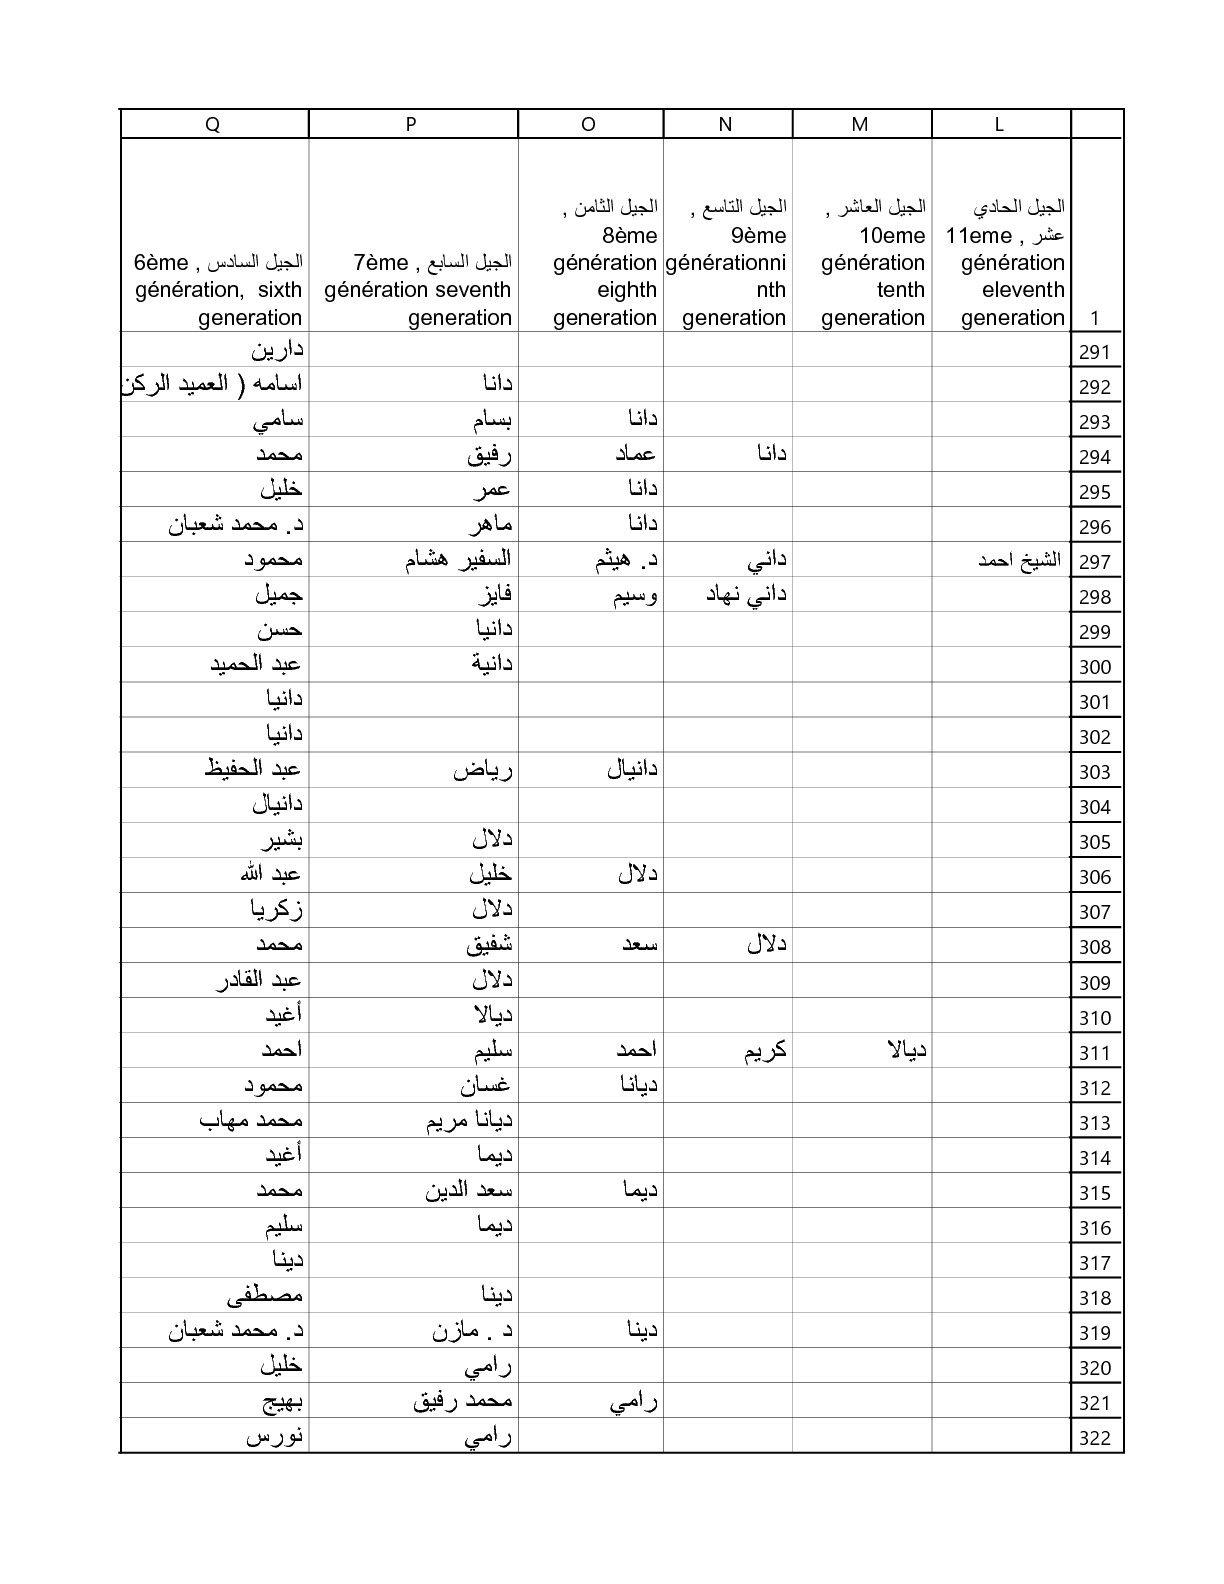 Q P O N M L
الجيل السادس , 6ème génération, sixth generation
الجيل السابع , 7ème génération seventh generation
الجيل الثامن , 8ème génération eighth generation
الجيل التاسع , 9ème générationni nth generation
الجيل العاشر , 10eme génération tenth generation
الجيل الحادي عشر , 11eme génération eleventh generation
1
دارين 291
اسامه ( العميد الركن دانا 292
سامي بسام دانا 293
محمد رفيق عماد دانا 294
خليل عمر دانا 295
د. محمد شعبان ماهر دانا 296
محمود السفير هشام د. هيثم داني الشيخ احمد 297
جميل فايز وسيم داني نهاد 298
حسن دانيا 299
عبد الحميد دانية 300
دانيا 301
دانيا 302
عبد الحفيظ رياض دانيال 303
دانيال 304
بشير دلال 305
عبد الله خليل دلال 306
زكريا دلال 307
محمد شفيق سعد دلال 308
عبد القادر دلال 309
أغيد ديالا 310
احمد سليم احمد كريم ديالا 311
محمود غسان ديانا 312
محمد مهاب ديانا مريم 313
أغيد ديما 314
محمد سعد الدين ديما 315
سليم ديما 316
دينا 317
مصطفى دينا 318
د. محمد شعبان د . مازن دينا 319
خليل رامي 320
بهيج محمد رفيق رامي 321
نورس رامي 322